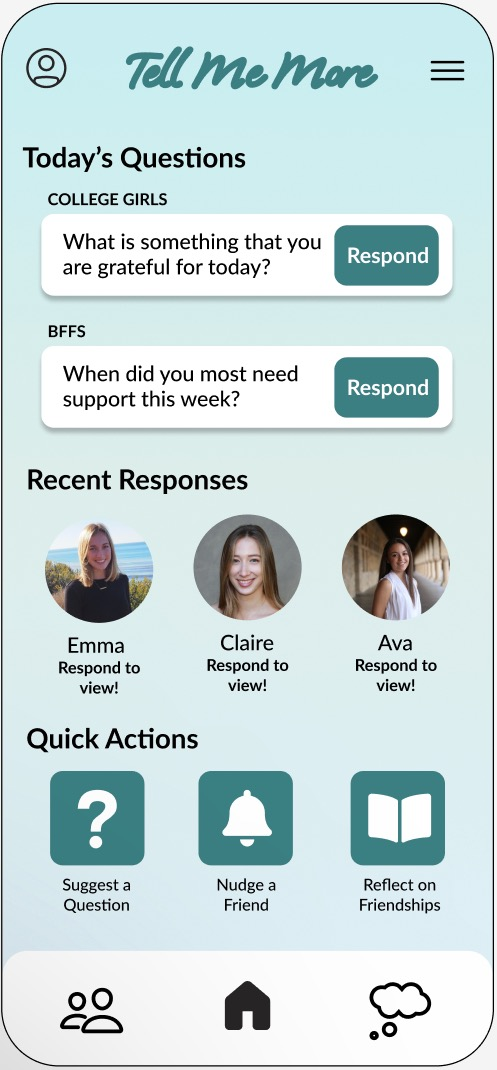 Tell Me More
Today's Questions
COLLEGE GIRLS
What is something that you
are grateful for today?
Respond
BFFS
When did you most need
support this week?
Respond
Recent Responses
Emma
Respond to
view!
Claire
Respond to
view!
Ava
Respond to
view!
Quick Actions
?
Suggest a
Question
Nudge a
Friend
Reflect on
Friendships